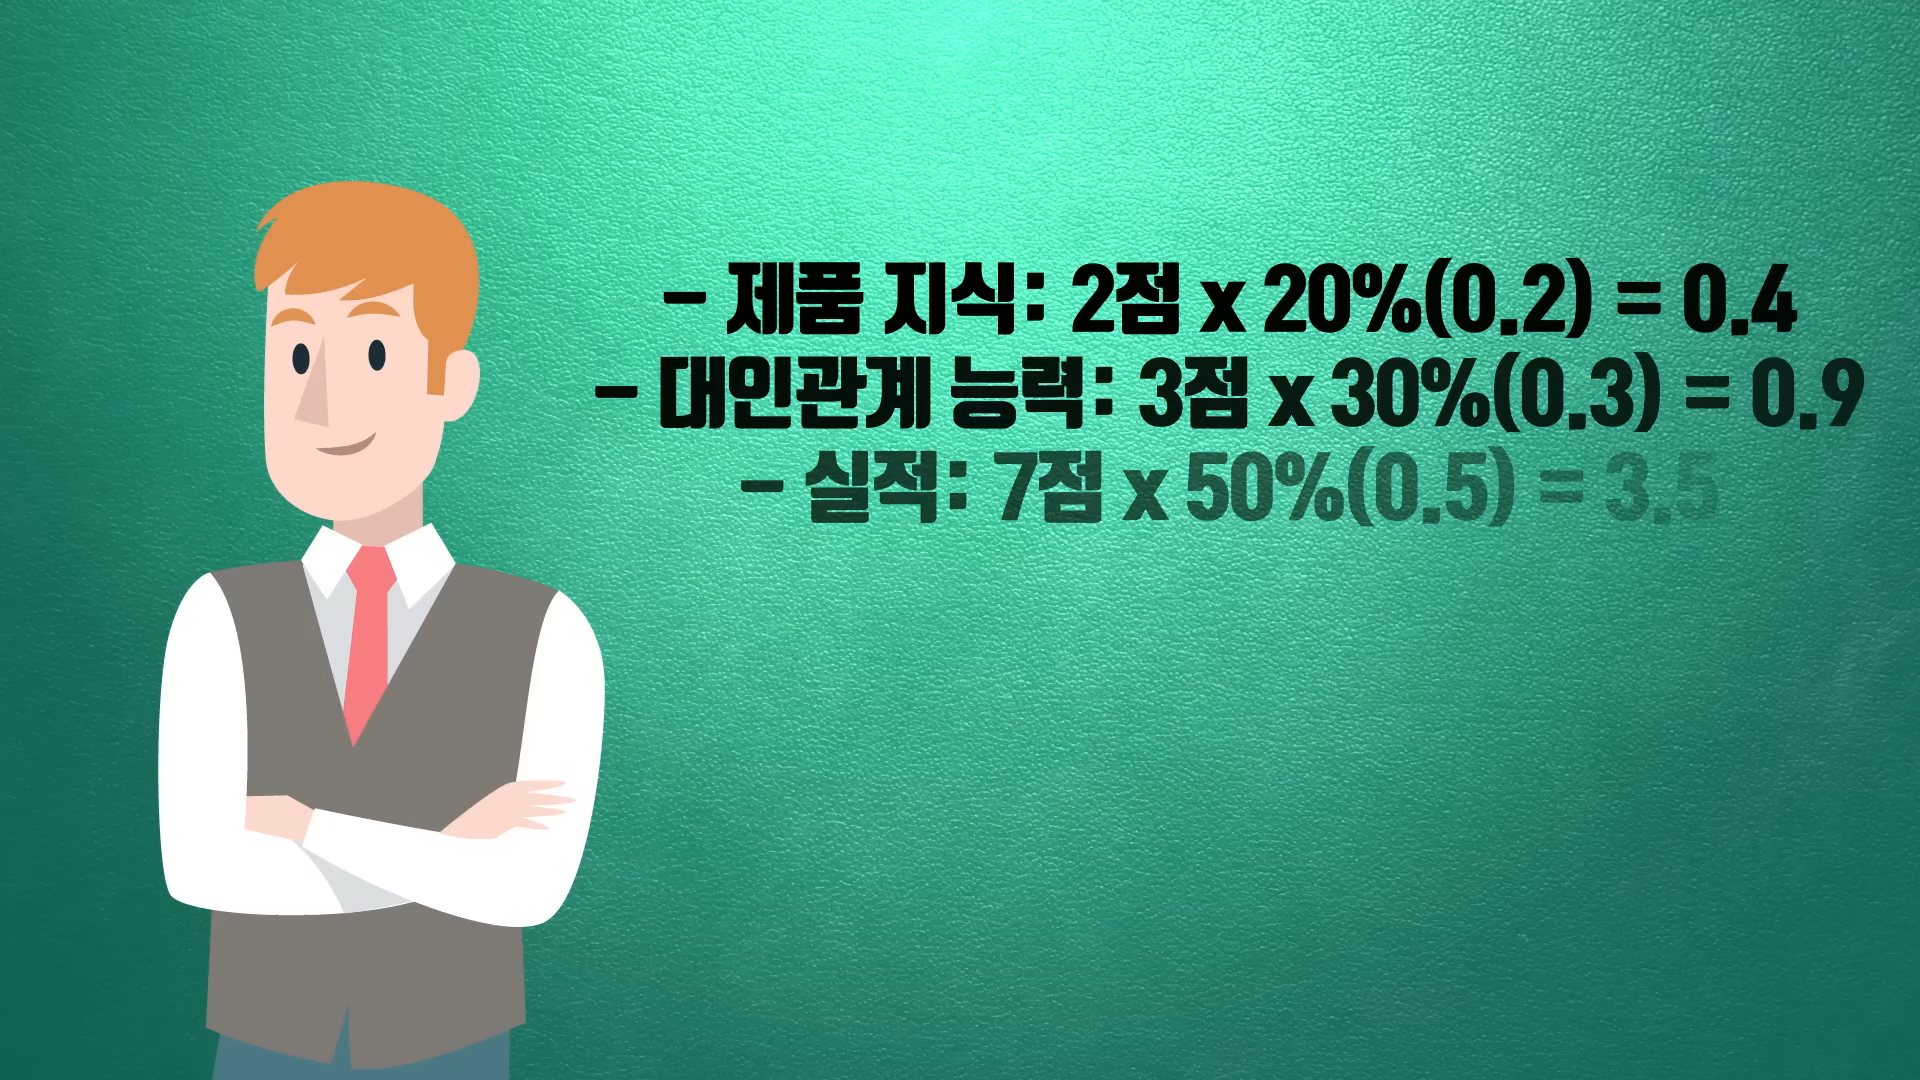 - 제품 지식: 2점 x 20%(0.2) = 0.4
- 대인관계 능력: 3점 x 30%(0.3) = 0.9
- 실적: 7점 x 50%(0.5) = 3.5